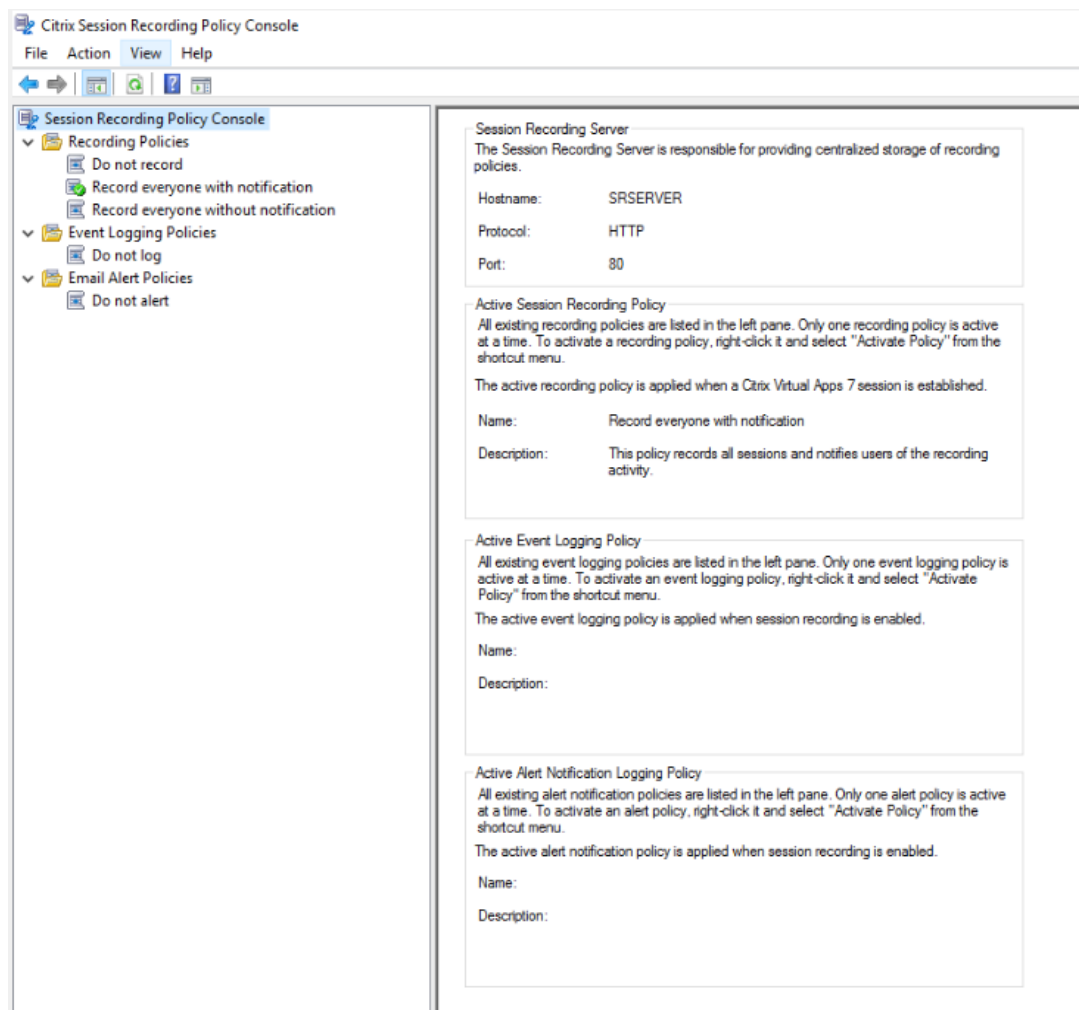 Citrix Session Recording Policy Console
File Action View Help
Session Recording Policy Console
Recording Policies
Do not record
Record everyone with notification
Record everyone without notification
Event Logging Policies
Do not log
Email Alert Policies
Do not alert
Session Recording Server
The Session Recording Server is responsible for providing centralized storage of recording
policies.
Hostname: SRSERVER
Protocol: HTTP
Port: 80
Active Session Recording Policy
All existing recording policies are listed in the left pane. Only one recording policy is active
at a time. To activate a recording policy, right-click it and select "Activate Policy" from the
shortcut menu.
The active recording policy is applied when a Citrix Virtual Apps 7 session is established.
Name: Record everyone with notification
Description: This policy records all sessions and notifies users of the recording
activity.
Active Event Logging Policy
All existing event logging policies are listed in the left pane. Only one event logging policy is
active at a time. To activate an event logging policy, right-click it and select "Activate
Policy" from the shortcut menu.
The active event logging policy is applied when session recording is enabled.
Name:
Description:
Active Alert Notification Logging Policy
All existing alert notification policies are listed in the left pane. Only one alert policy is active
at a time. To activate an alert policy, right-click it and select "Activate Policy" from the
shortcut menu.
The active alert notification policy is applied when session recording is enabled.
Name:
Description: